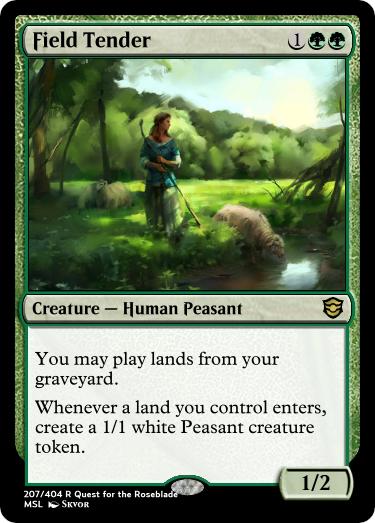 Field Tender 1
Creature — Human Peasant
You may play lands from your
graveyard.
Whenever a land you control enters,
create a 1/1 white Peasant creature
token.
1/2
207/404 R Quest for the Roseblade
MSL Skvor